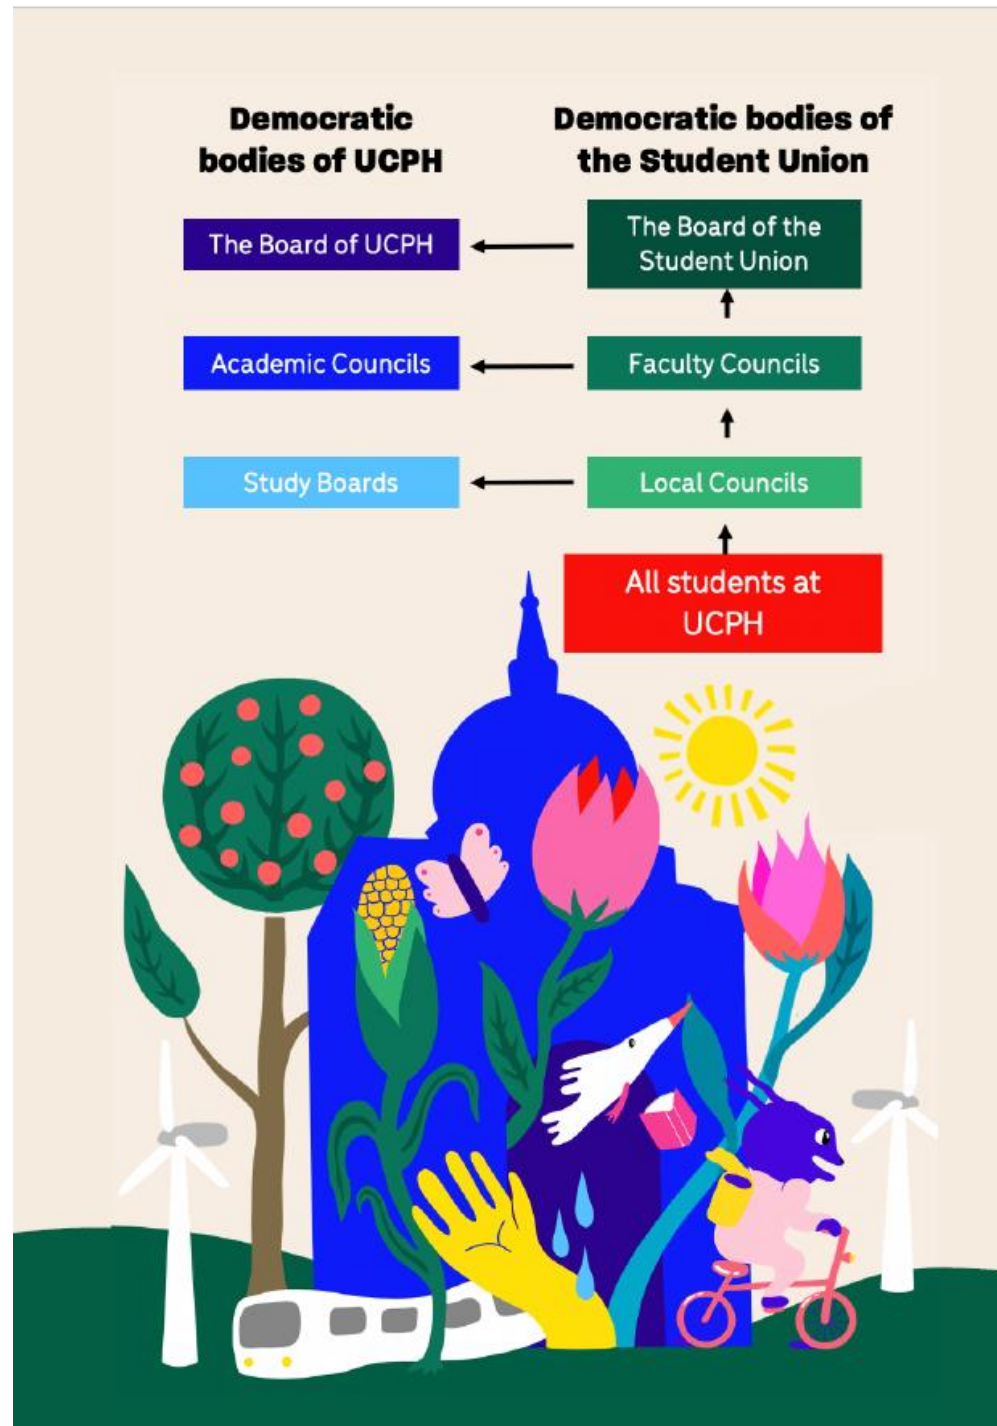 Democratic
bodies of UCPH
Democratic bodies of
the Student Union
The Board of UCPH
The Board of the
Student Union
Academic Councils
Faculty Councils
Study Boards
Local Councils
All students at
UCPH